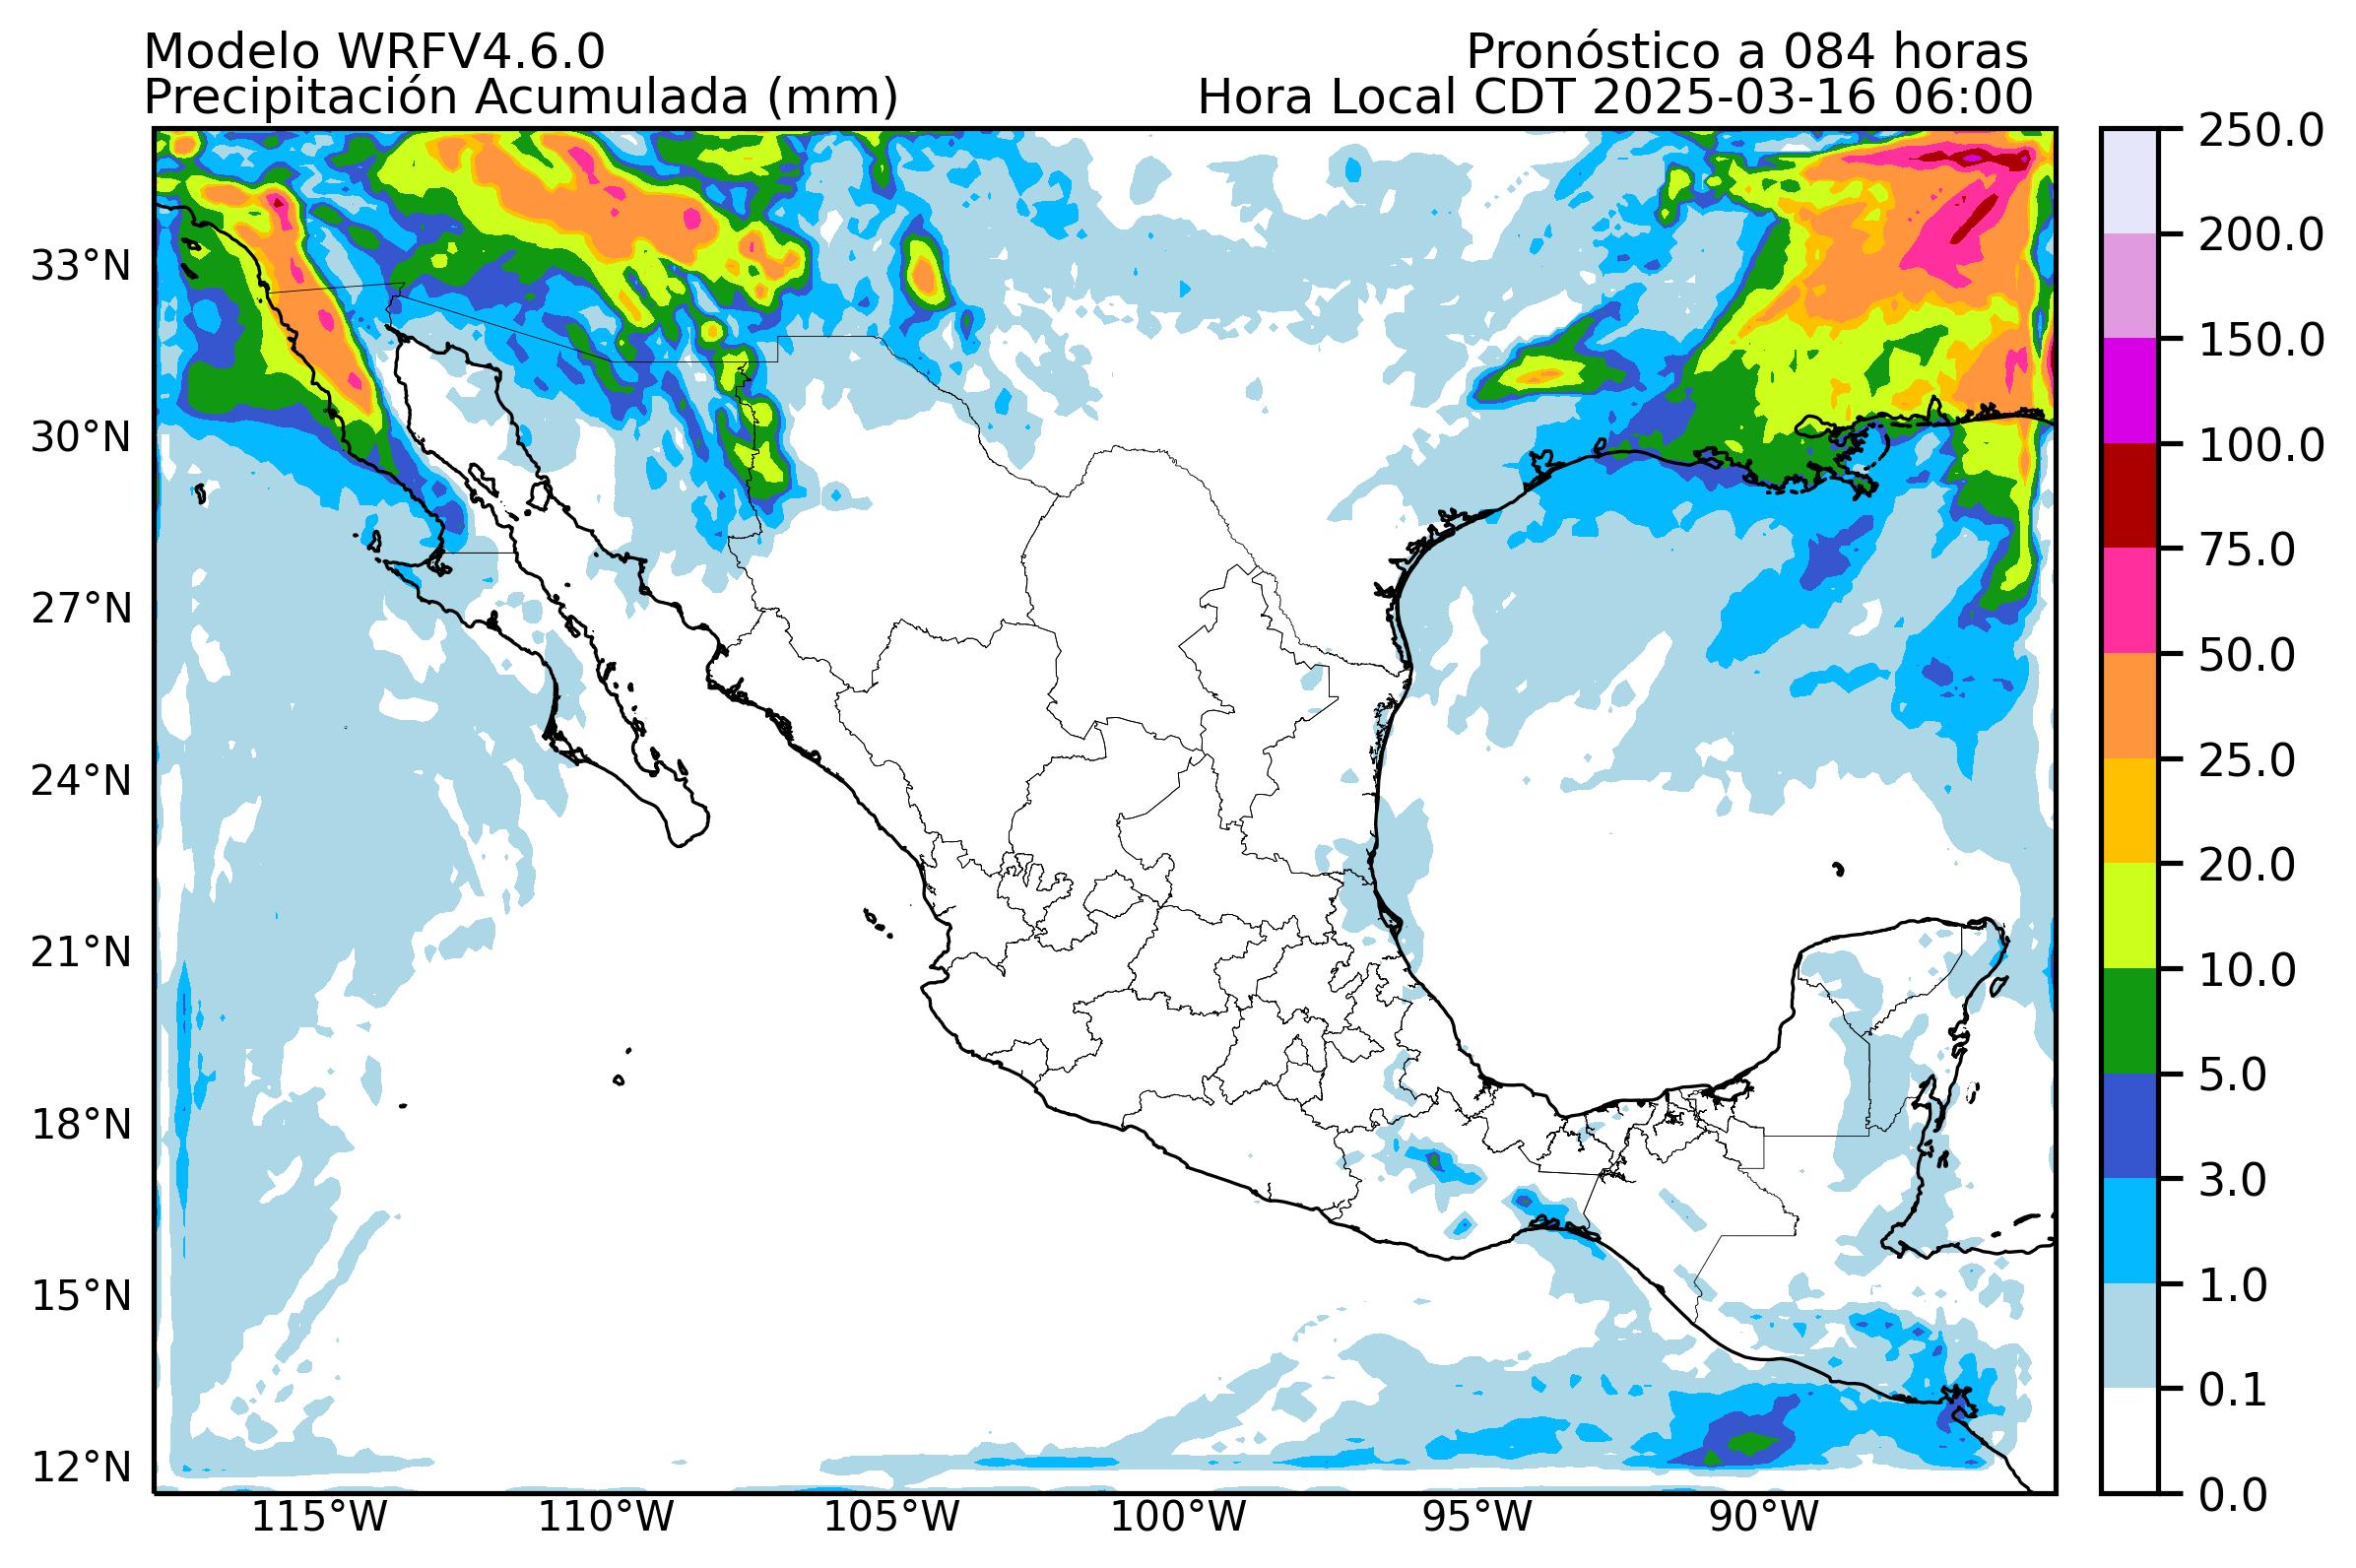 Modelo WRFV4.6.0
Pronóstico a 084 horas
Precipitación Acumulada (mm)
Hora Local CDT 2025-03-16 06:00
33°N
30°N
27°N
24°N
21°N
18°N
15°N
12°N
115°W
110°W
105°W
100°W
95°W
90°W
250.0
200.0
150.0
100.0
75.0
50.0
25.0
20.0
10.0
5.0
3.0
1.0
0.1
0.0